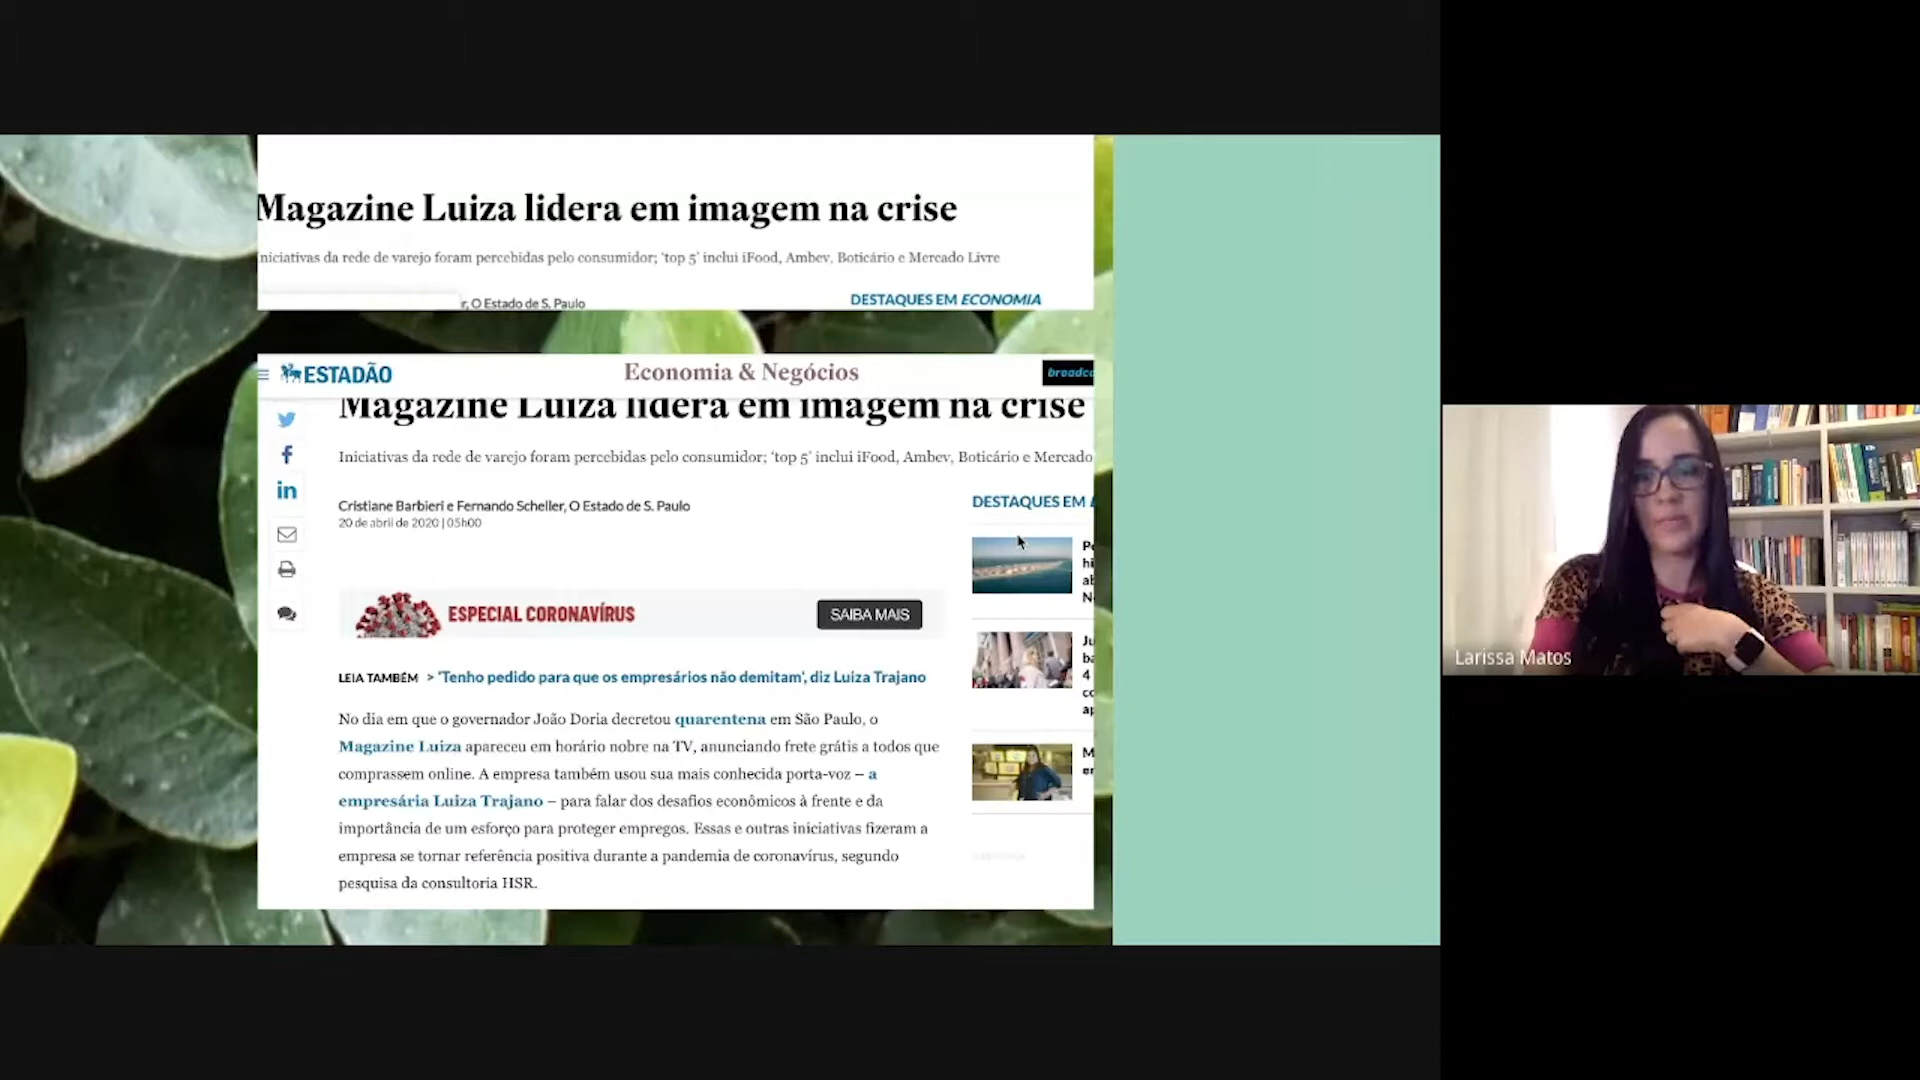 Magazine Luiza lidera em imagem na crise
niciativas da rede de varejo foram percebidas pelo consumidor; 'top 5' inclui iFood, Ambev, Boticário e Mercado Livre
r, O Estado de S. Paulo
DESTAQUES EM ECONOMIA
ESTADÃO
Economia & Negócios
broadc
Magazine Luiza lidera em imagem na crise
Iniciativas da rede de varejo foram percebidas pelo consumidor; 'top 5' inclui iFood, Ambev, Boticário e Mercado
Cristiane Barbieri e Fernando Scheller, O Estado de S. Paulo
20 de abril de 2020 | 05h00
DESTAQUES EM
ESPECIAL CORONAVÍRUS
SAIBA MAIS
LEIA TAMBÉM > 'Tenho pedido para que os empresários não demitam', diz Luiza Trajano
No dia em que o governador João Doria decretou quarentena em São Paulo, o
Magazine Luiza apareceu em horário nobre na TV, anunciando frete grátis a todos que
comprassem online. A empresa também usou sua mais conhecida porta-voz – a
empresária Luiza Trajano – para falar dos desafios econômicos à frente e da
importância de um esforço para proteger empregos. Essas e outras iniciativas fizeram a
empresa se tornar referência positiva durante a pandemia de coronavírus, segundo
pesquisa da consultoria HSR.
Larissa Matos